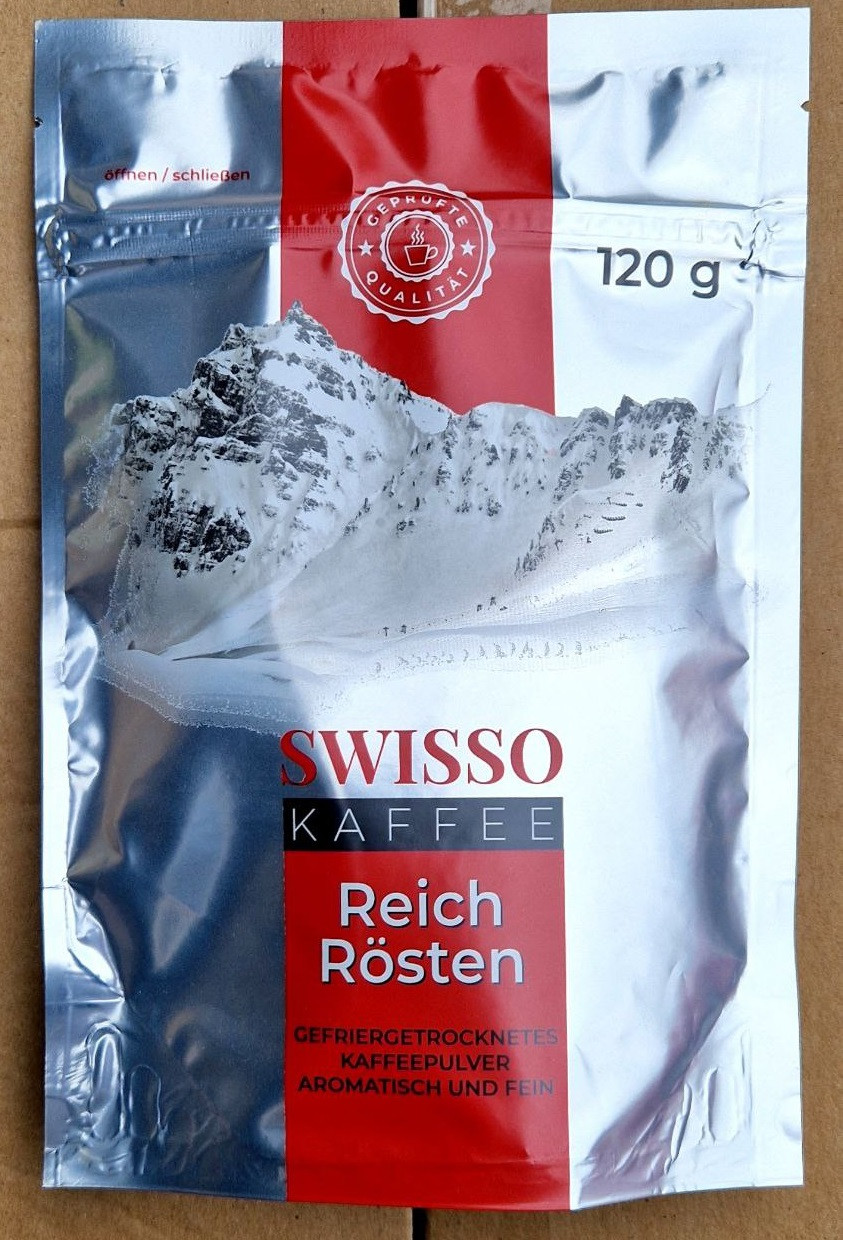 öffnen / schließen
GEPRÜFTE
QUALITÄT
120 g
SWISSO
KAFFEE
Reich
Rösten
GEFRIERGETROCKNETES
KAFFEEPULVER
AROMATISCH UND FEIN